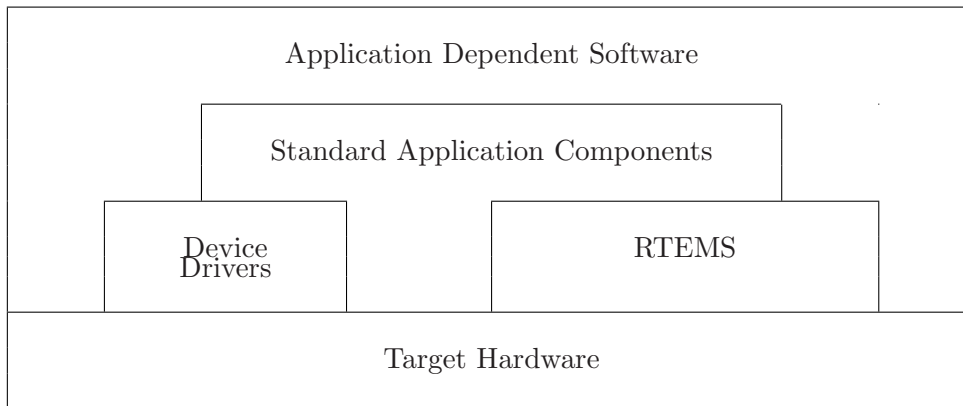 Application Dependent Software
Standard Application Components
Device
Drivers
RTEMS
Target Hardware